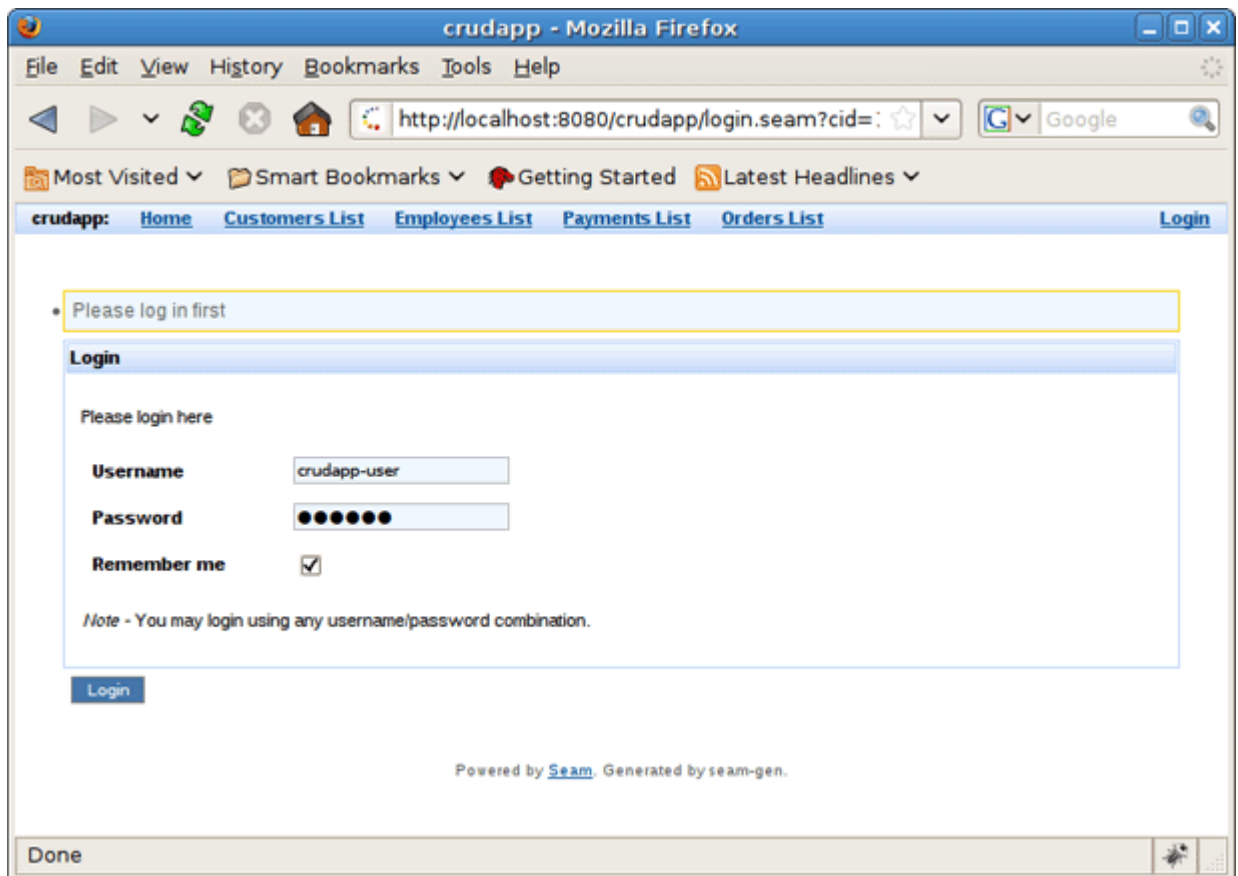 crudapp - Mozilla Firefox
File Edit View History Bookmarks Tools Help
http://localhost:8080/crudapp/login.seam?cid= G Google
Most Visited Smart Bookmarks Getting Started Latest Headlines
crudapp: Home Customers List Employees List Payments List Orders List Login
• Please log in first
Login
Please login here
Username crudapp-user
Password ●●●●●●
Remember me
Note - You may login using any username/password combination.
Login
Powered by Seam. Generated by seam-gen.
Done